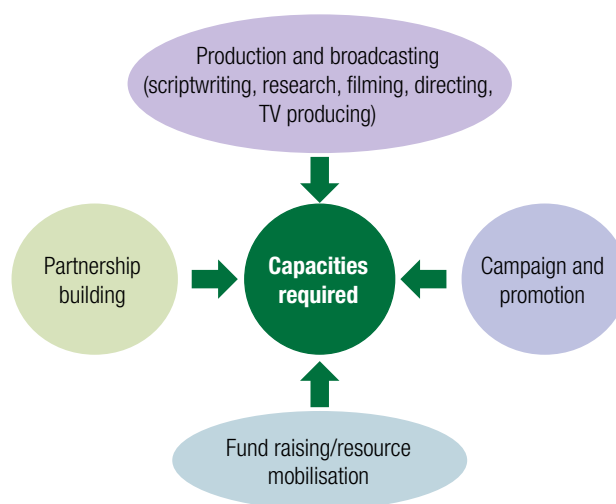 Production and broadcasting
(scriptwriting, research, filming, directing,
TV producing)
Partnership
building
Capacities
required
Campaign and
promotion
Fund raising/resource
mobilisation